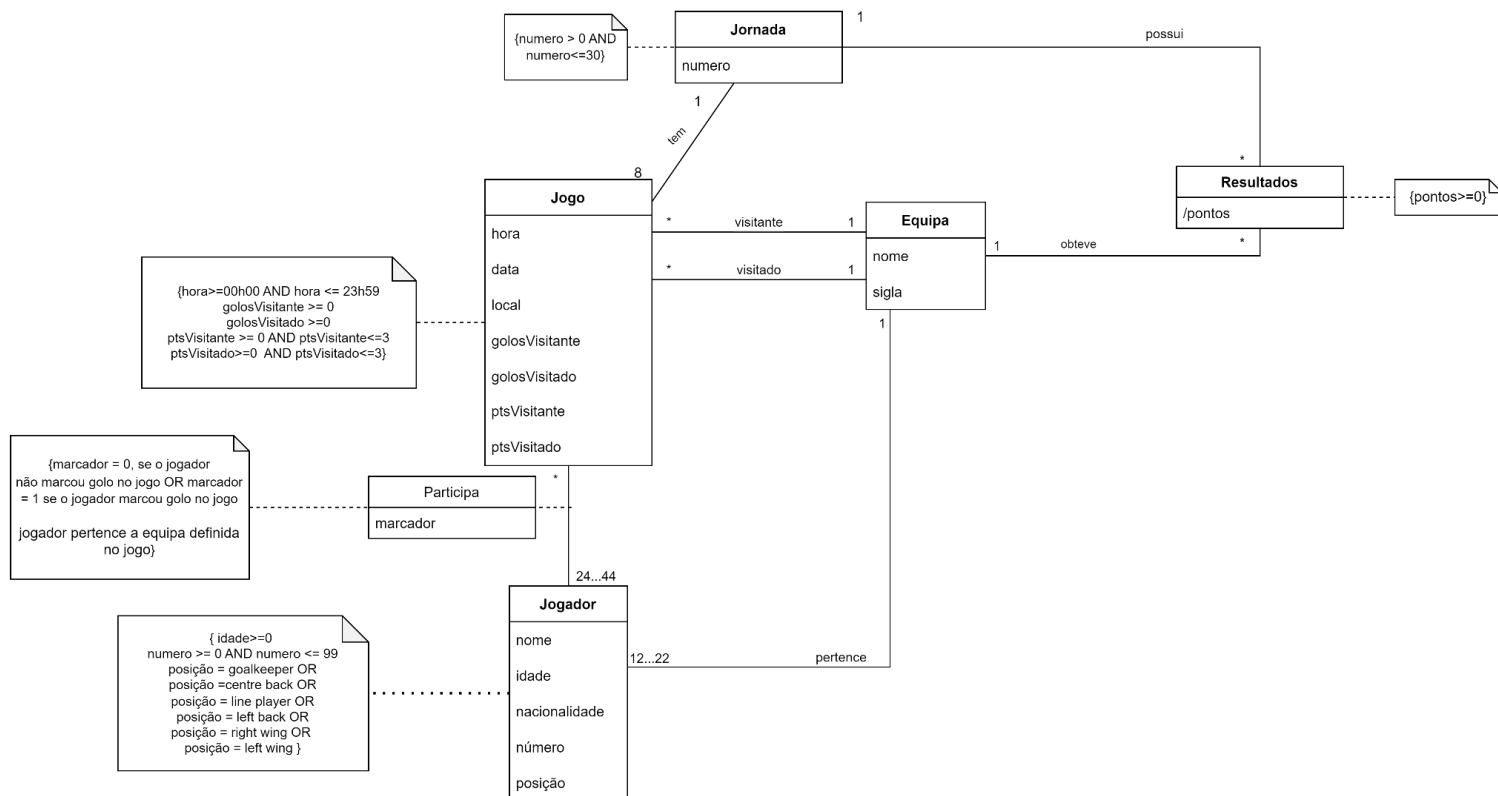 1
Jornada
{numero > 0 AND
numero<=30}
possui
numero
1
tem
*
8
Resultados
Jogo
{pontos>=0}
/pontos
*
visitante
1
Equipa
hora
1
obteve
*
nome
data
*
visitado
1
sigla
{hora>=00h00 AND hora <= 23h59
golosVisitante >= 0
golosVisitado >=0
ptsVisitante >= 0 AND ptsVisitante<=3
ptsVisitado>=0 AND ptsVisitado<=3}
local
1
golosVisitante
golosVisitado
ptsVisitante
ptsVisitado
{marcador = 0, se o jogador
não marcou golo no jogo OR marcador
= 1 se o jogador marcou golo no jogo
jogador pertence a equipa definida
no jogo}
*
Participa
marcador
24...44
Jogador
{ idade>=0
numero >= 0 AND numero <= 99
posição = goalkeeper OR
posição =centre back OR
posição = line player OR
posição = left back OR
posição = right wing OR
posição = left wing }
nome
12...22
pertence
idade
nacionalidade
número
posição